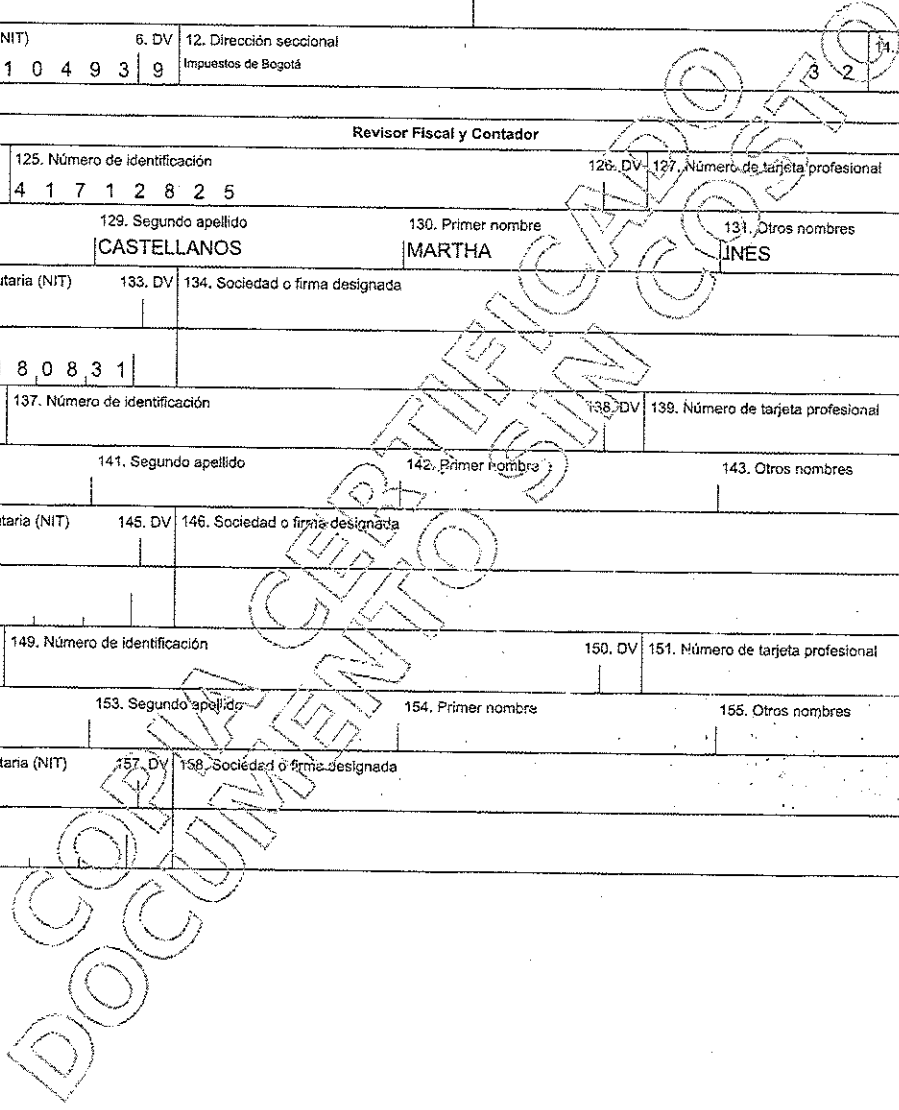 NIT) 6. DV 12. Dirección seccional 14.
1 0 4 9 3 9 Impuestos de Bogotá 3 2
Revisor Fiscal y Contador
125. Número de identificación 126. DV 127. Número de tarjeta profesional
4 1 7 1 2 8 2 5
129. Segundo apellido 130. Primer nombre 131. Otros nombres
CASTELLANOS MARTHA INES
utaria (NIT) 133. DV 134. Sociedad o firma designada
8 0 8 3 1
137. Número de identificación 138. DV 139. Número de tarjeta profesional
141. Segundo apellido 142. Primer nombre 143. Otros nombres
utaria (NIT) 145. DV 146. Sociedad o firma designada
149. Número de identificación 150. DV 151. Número de tarjeta profesional
153. Segundo apellido 154. Primer nombre 155. Otros nombres
taria (NIT) 157. DV 158. Sociedad o firma designada
COPIA CERTIFICADO
DOCUMENTO SIN COSTO